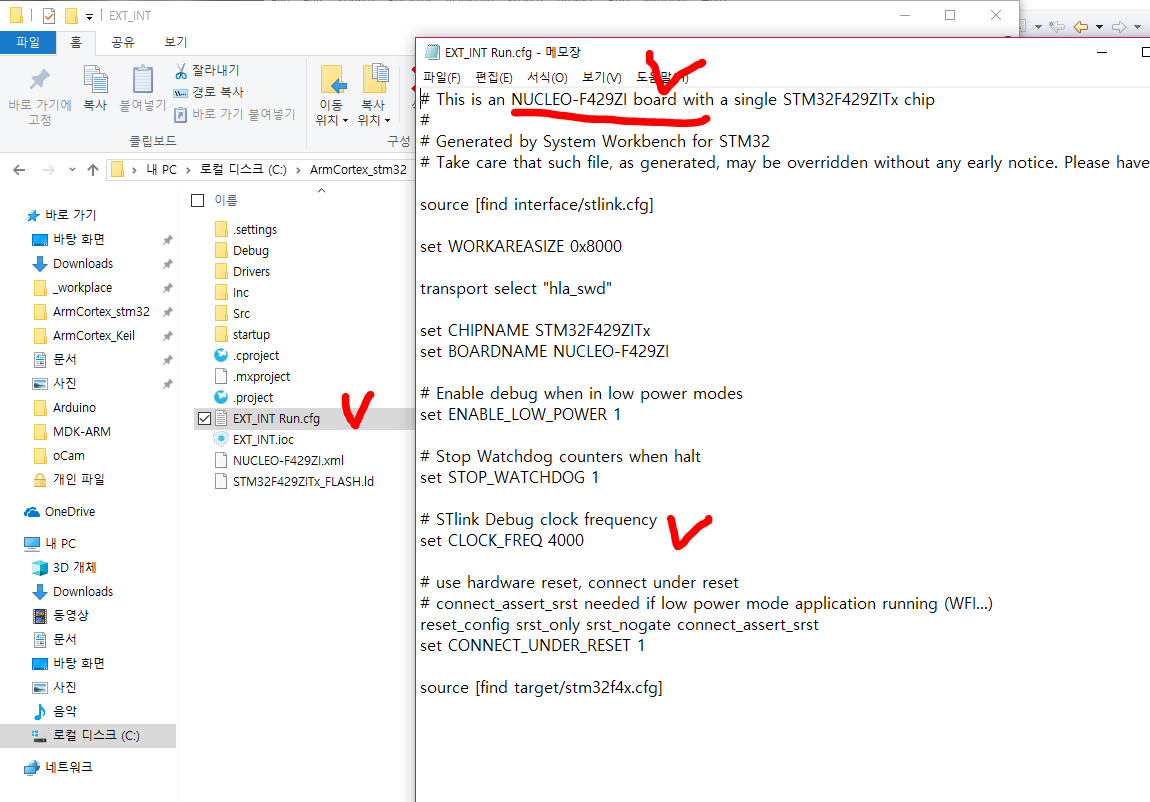 EXT_INT
파일
홈
공유
보기
바로 가기에
고정
복사
붙여넣기
잘라내기
경로 복사
바로 가기 붙여넣기
클립보드
이동
위치
복사
위치
구성
내 PC
로컬 디스크 (C:)
ArmCortex_stm32
바로 가기
바탕 화면
Downloads
_workplace
ArmCortex_stm32
ArmCortex_Keil
문서
사진
Arduino
MDK-ARM
oCam
개인 파일
OneDrive
내 PC
3D 개체
Downloads
동영상
문서
바탕 화면
사진
음악
로컬 디스크 (C:)
네트워크
이름
.settings
Debug
Drivers
Inc
Src
startup
.cproject
.mxproject
.project
EXT_INT Run.cfg
EXT_INT.ioc
NUCLEO-F429ZI.xml
STM32F429ZITx_FLASH.ld
EXT_INT Run.cfg - 메모장
파일(F) 편집(E) 서식(O) 보기(V)
# This is an NUCLEO-F429ZI board with a single STM32F429ZITx chip
#
# Generated by System Workbench for STM32
# Take care that such file, as generated, may be overridden without any early notice. Please have
source [find interface/stlink.cfg]
set WORKAREASIZE 0x8000
transport select "hla_swd"
set CHIPNAME STM32F429ZITx
set BOARDNAME NUCLEO-F429ZI
# Enable debug when in low power modes
set ENABLE_LOW_POWER 1
# Stop Watchdog counters when halt
set STOP_WATCHDOG 1
# STlink Debug clock frequency
set CLOCK_FREQ 4000
# use hardware reset, connect under reset
# connect_assert_srst needed if low power mode application running (WFI...)
reset_config srst_only srst_nogate connect_assert_srst
set CONNECT_UNDER_RESET 1
source [find target/stm32f4x.cfg]